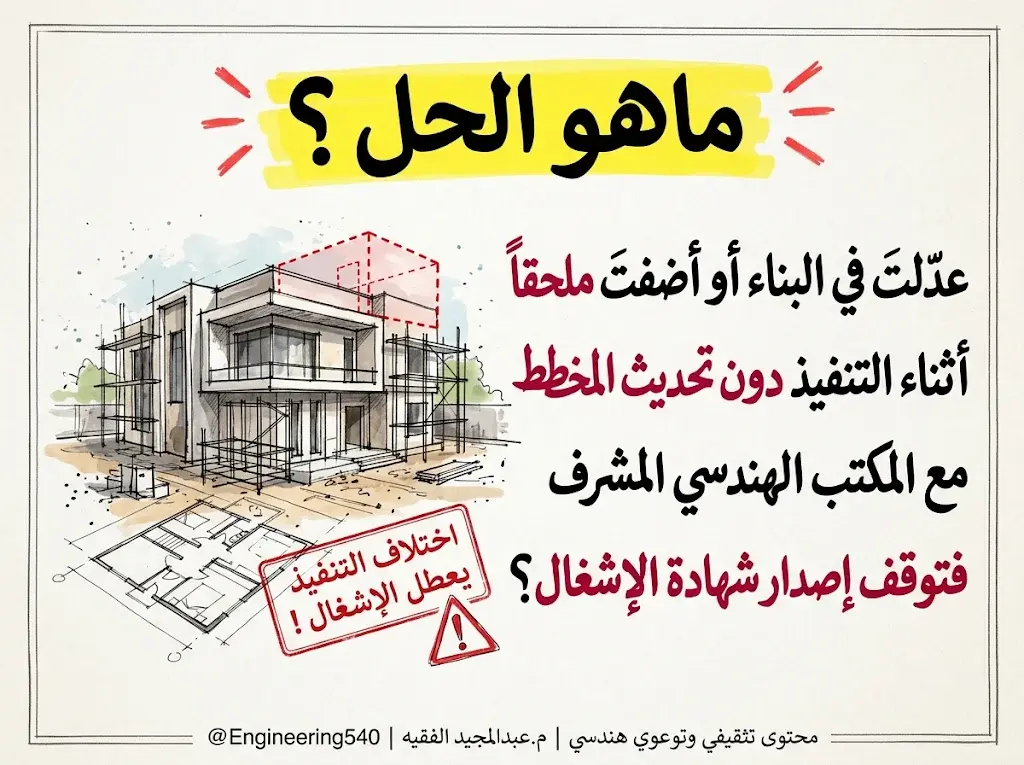 ماهو الحل ؟
عدّلتَ في البناء أو أضفتَ ملحقاً
أثناء التنفيذ دون تحديث المخطط
مع المكتب الهندسي المشرف
فتوقف إصدار شهادة الإشغال؟
اختلاف التنفيذ
يعطل الإشغال !
محتوى تثقيفي وتوعوي هندسي | م.عبدالمجيد الفقيه | @Engineering540